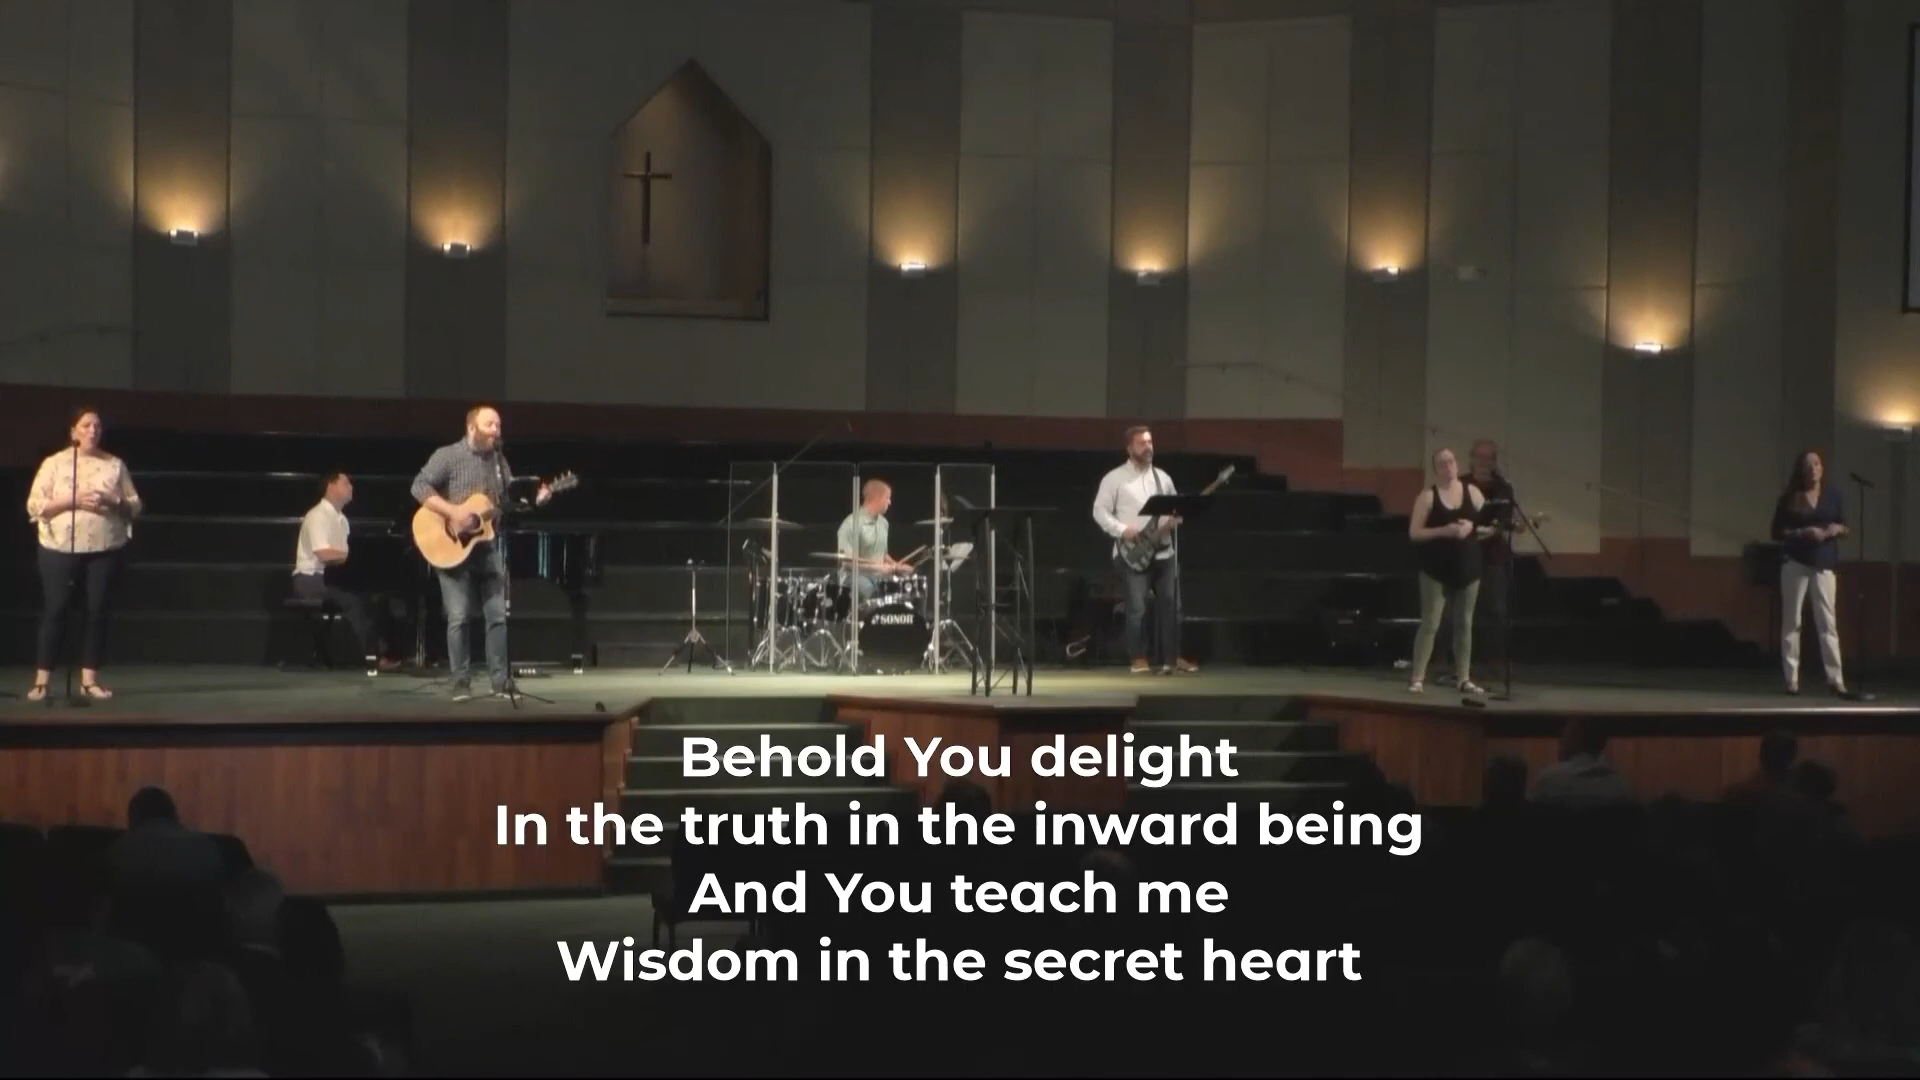 SONOR
Behold You delight
In the truth in the inward being
And You teach me
Wisdom in the secret heart